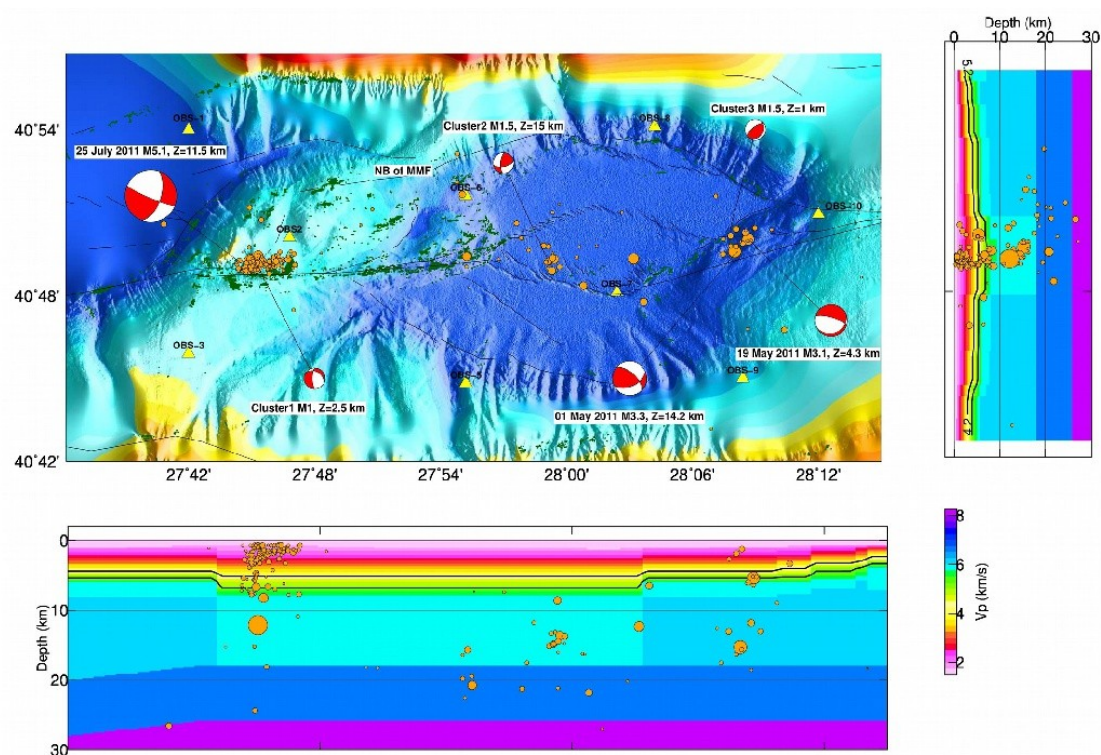 Depth (km)
0 10 20 30
5.2
4.2
40°54'
40°48'
40°42'
OBS-1
25 July 2011 M5.1, Z=11.5 km
Cluster2 M1.5, Z=15 km
OBS-8
Cluster3 M1.5, Z=1 km
NB of MMF
OBS-6
OBS-10
OBS2
OBS-7
OBS-3
19 May 2011 M3.1, Z=4.3 km
OBS-5
OBS-9
Cluster1 M1, Z=2.5 km
01 May 2011 M3.3, Z=14.2 km
27°42' 27°48' 27°54' 28°00' 28°06' 28°12'
0
10
20
30
Depth (km)
8
6
4
2
Vp (km/s)